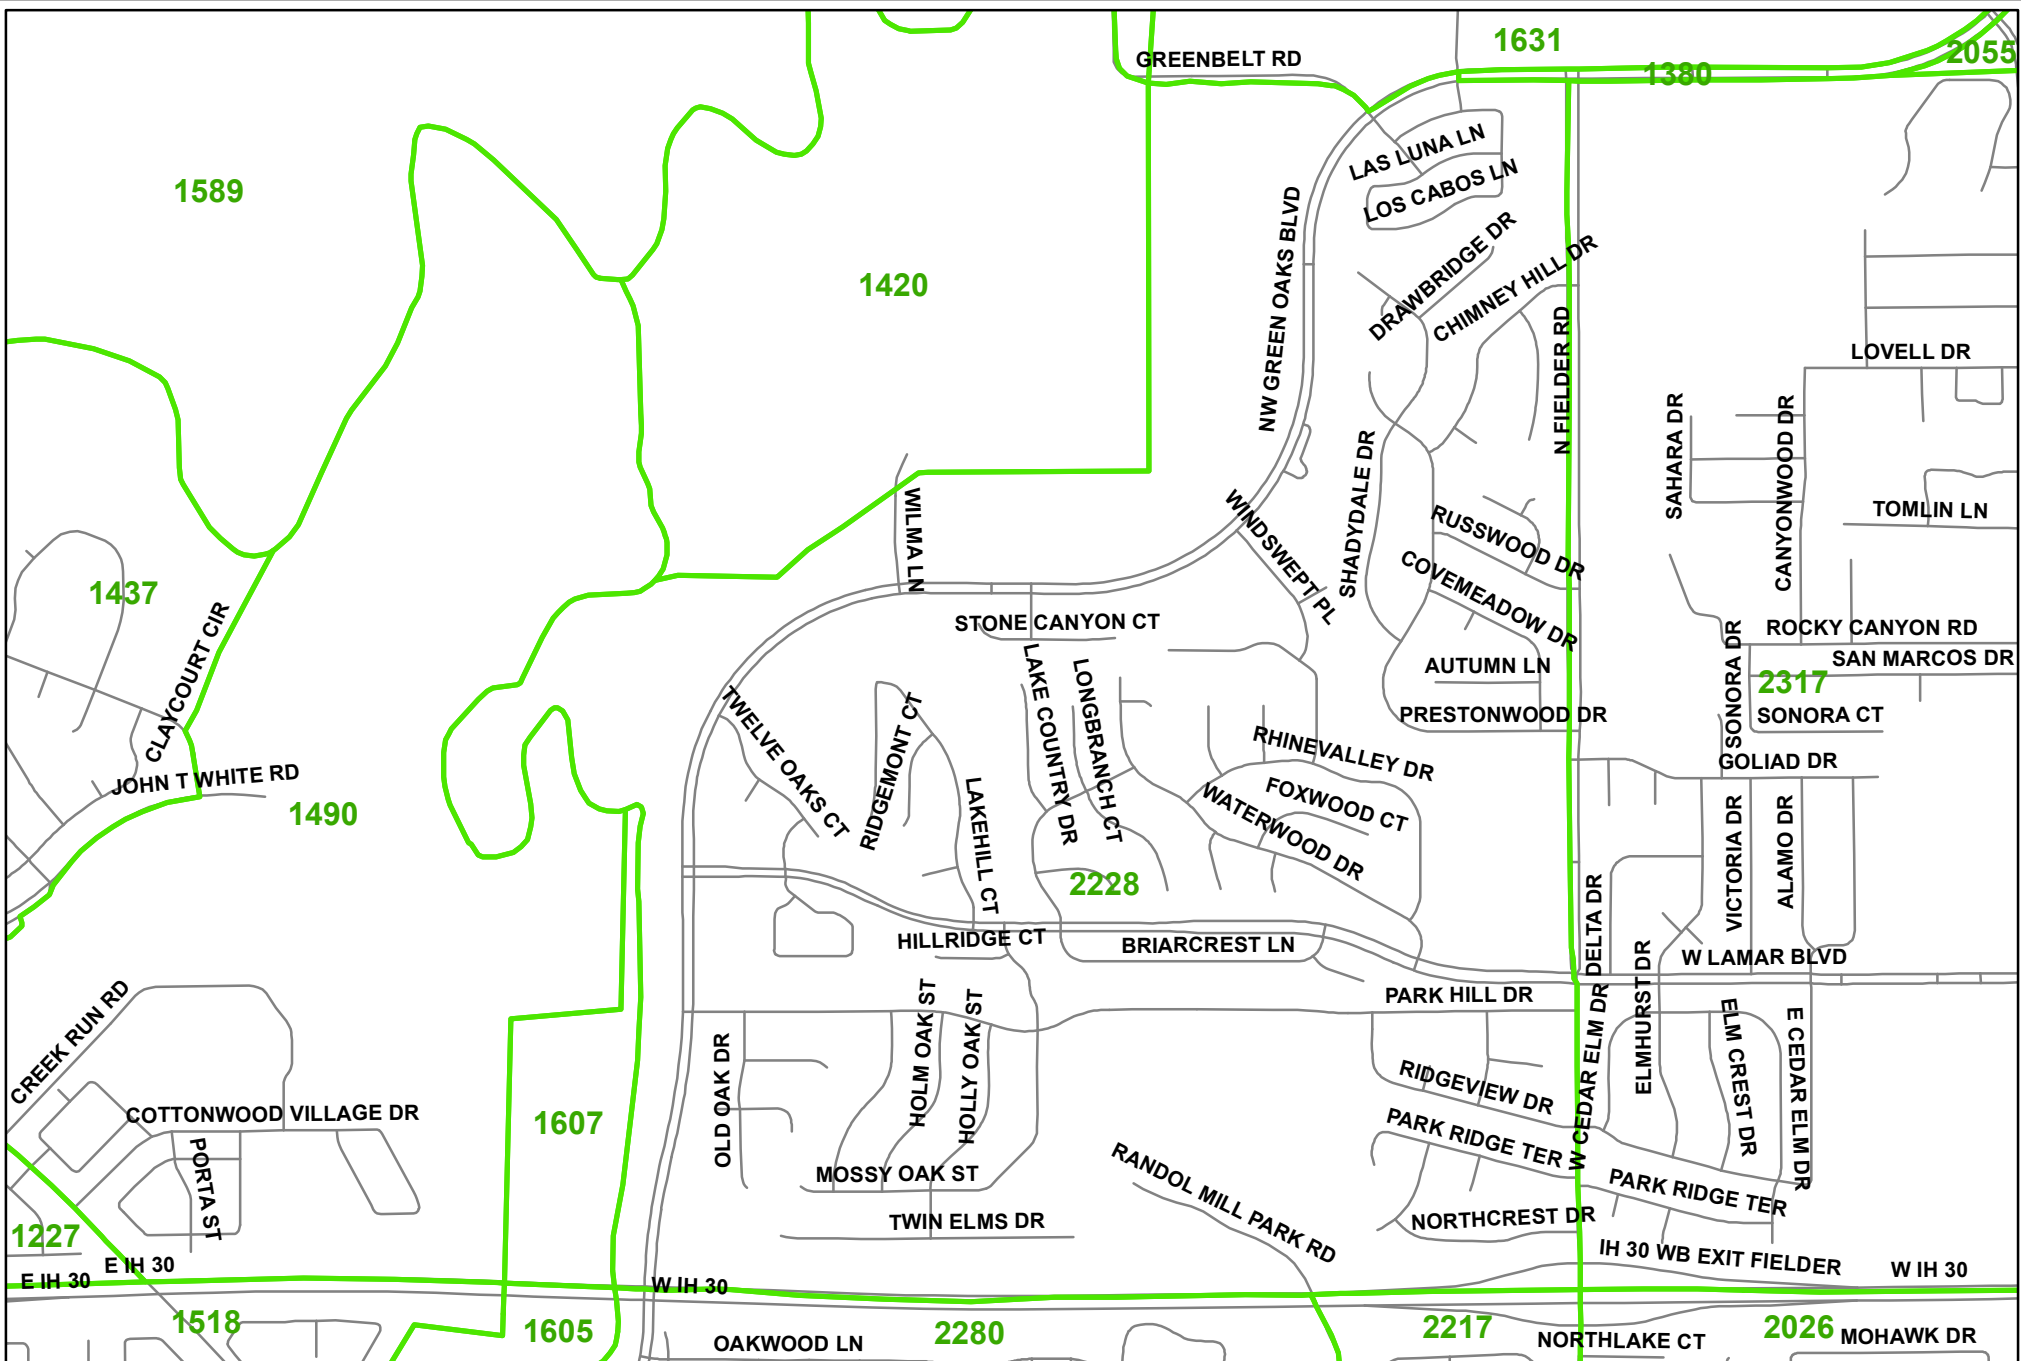 1631
2055
GREENBELT RD
1380
LAS LUNA LN
LOS CABOS LN
1589
NW GREEN OAKS BLVD
DRAWBRIDGE DR
CHIMNEY HILL DR
1420
N FIELDER RD
LOVELL DR
SAHARA DR
CANYONWOOD DR
SHADYDALE DR
WILMA LN
WINDSWEPT PL
RUSSWOOD DR
TOMLIN LN
COVEMEADOW DR
1437
CLAYCOURT CIR
STONE CANYON CT
ROCKY CANYON RD
SONORA DR
SAN MARCOS DR
AUTUMN LN
2317
LAKE COUNTRY DR
LONGBRANCH CT
TWELVE OAKS CT
RIDGEMONT CT
PRESTONWOOD DR
SONORA CT
RHINEVALLEY DR
GOLIAD DR
JOHN T WHITE RD
1490
LAKEHILL CT
FOXWOOD CT
WATERWOOD DR
VICTORIA DR
ALAMO DR
2228
DELTA DR
HILLRIDGE CT
BRIARCREST LN
ELMHURST DR
W LAMAR BLVD
CREEK RUN RD
HOLM OAK ST
HOLLY OAK ST
PARK HILL DR
W CEDAR ELM DR
ELM CREST DR
E CEDAR ELM DR
OLD OAK DR
RIDGEVIEW DR
COTTONWOOD VILLAGE DR
1607
PARK RIDGE TER
PORTA ST
MOSSY OAK ST
RANDOL MILL PARK RD
PARK RIDGE TER
TWIN ELMS DR
NORTHCREST DR
1227
E IH 30
E IH 30
W IH 30
IH 30 WB EXIT FIELDER
W IH 30
1518
1605
2280
2217
2026
OAKWOOD LN
NORTHLAKE CT
MOHAWK DR